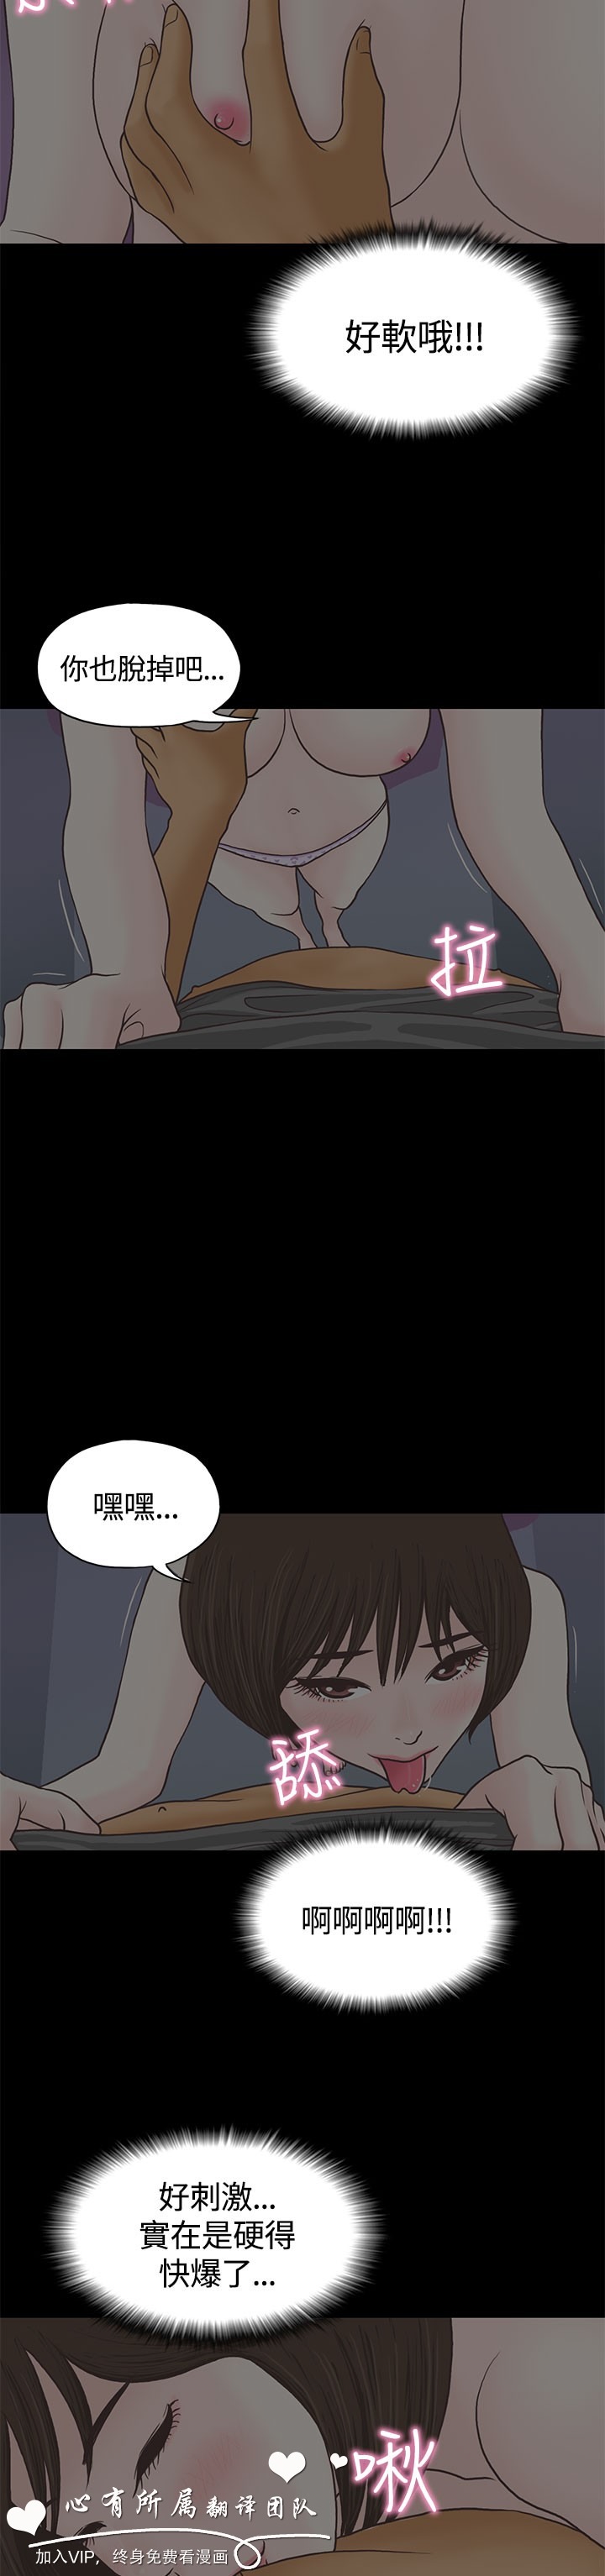 好軟哦!!!
你也脫掉吧...
拉
嘿嘿...
舔
啊啊啊啊!!!
好刺激...
實在是硬得
快爆了...
啾
心有所属翻译团队
加入VIP，终身免费看漫画